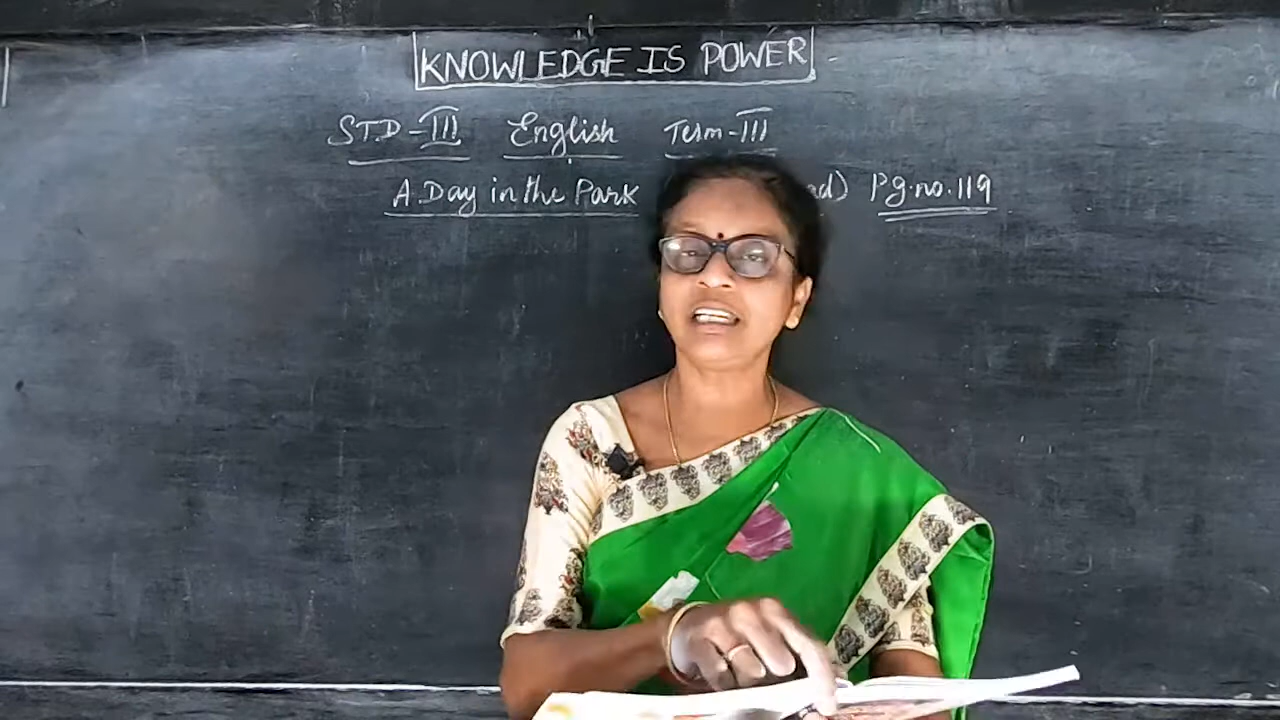 KNOWLEDGE IS POWER
STD-III English Term-III
A Day in the Park Pg.no.119